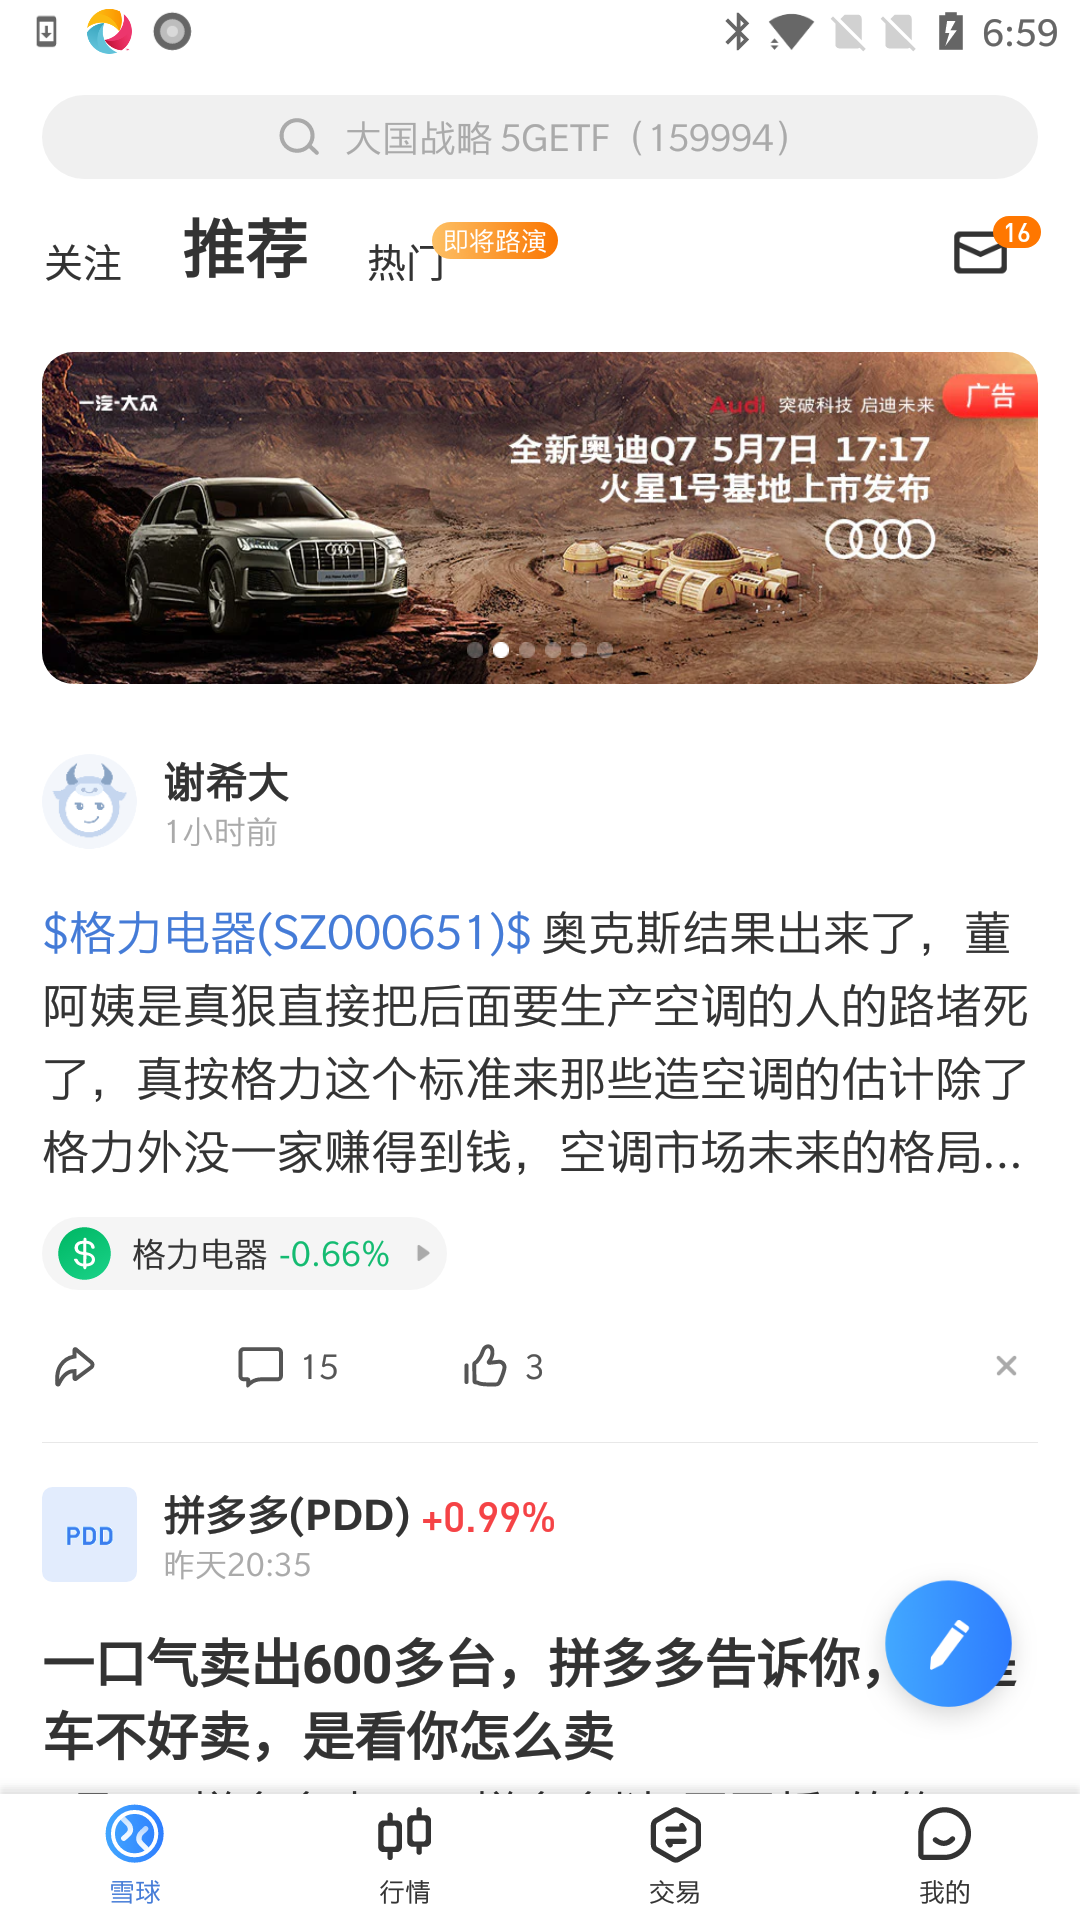 6:59
大国战略 5GETF（159994）
关注
推荐
热门
即将路演
16
一汽-大众
Audi 突破科技 启迪未来
广告
全新奥迪Q7 5月7日 17:17
火星1号基地上市发布
谢希大
1小时前
$格力电器(SZ000651)$ 奥克斯结果出来了，董
阿姨是真狠直接把后面要生产空调的人的路堵死
了，真按格力这个标准来那些造空调的估计除了
格力外没一家赚得到钱，空调市场未来的格局...
$ 格力电器 -0.66%
15
3
PDD
拼多多(PDD) +0.99%
昨天20:35
一口气卖出600多台，拼多多告诉你，
车不好卖，是看你怎么卖
雪球
行情
交易
我的